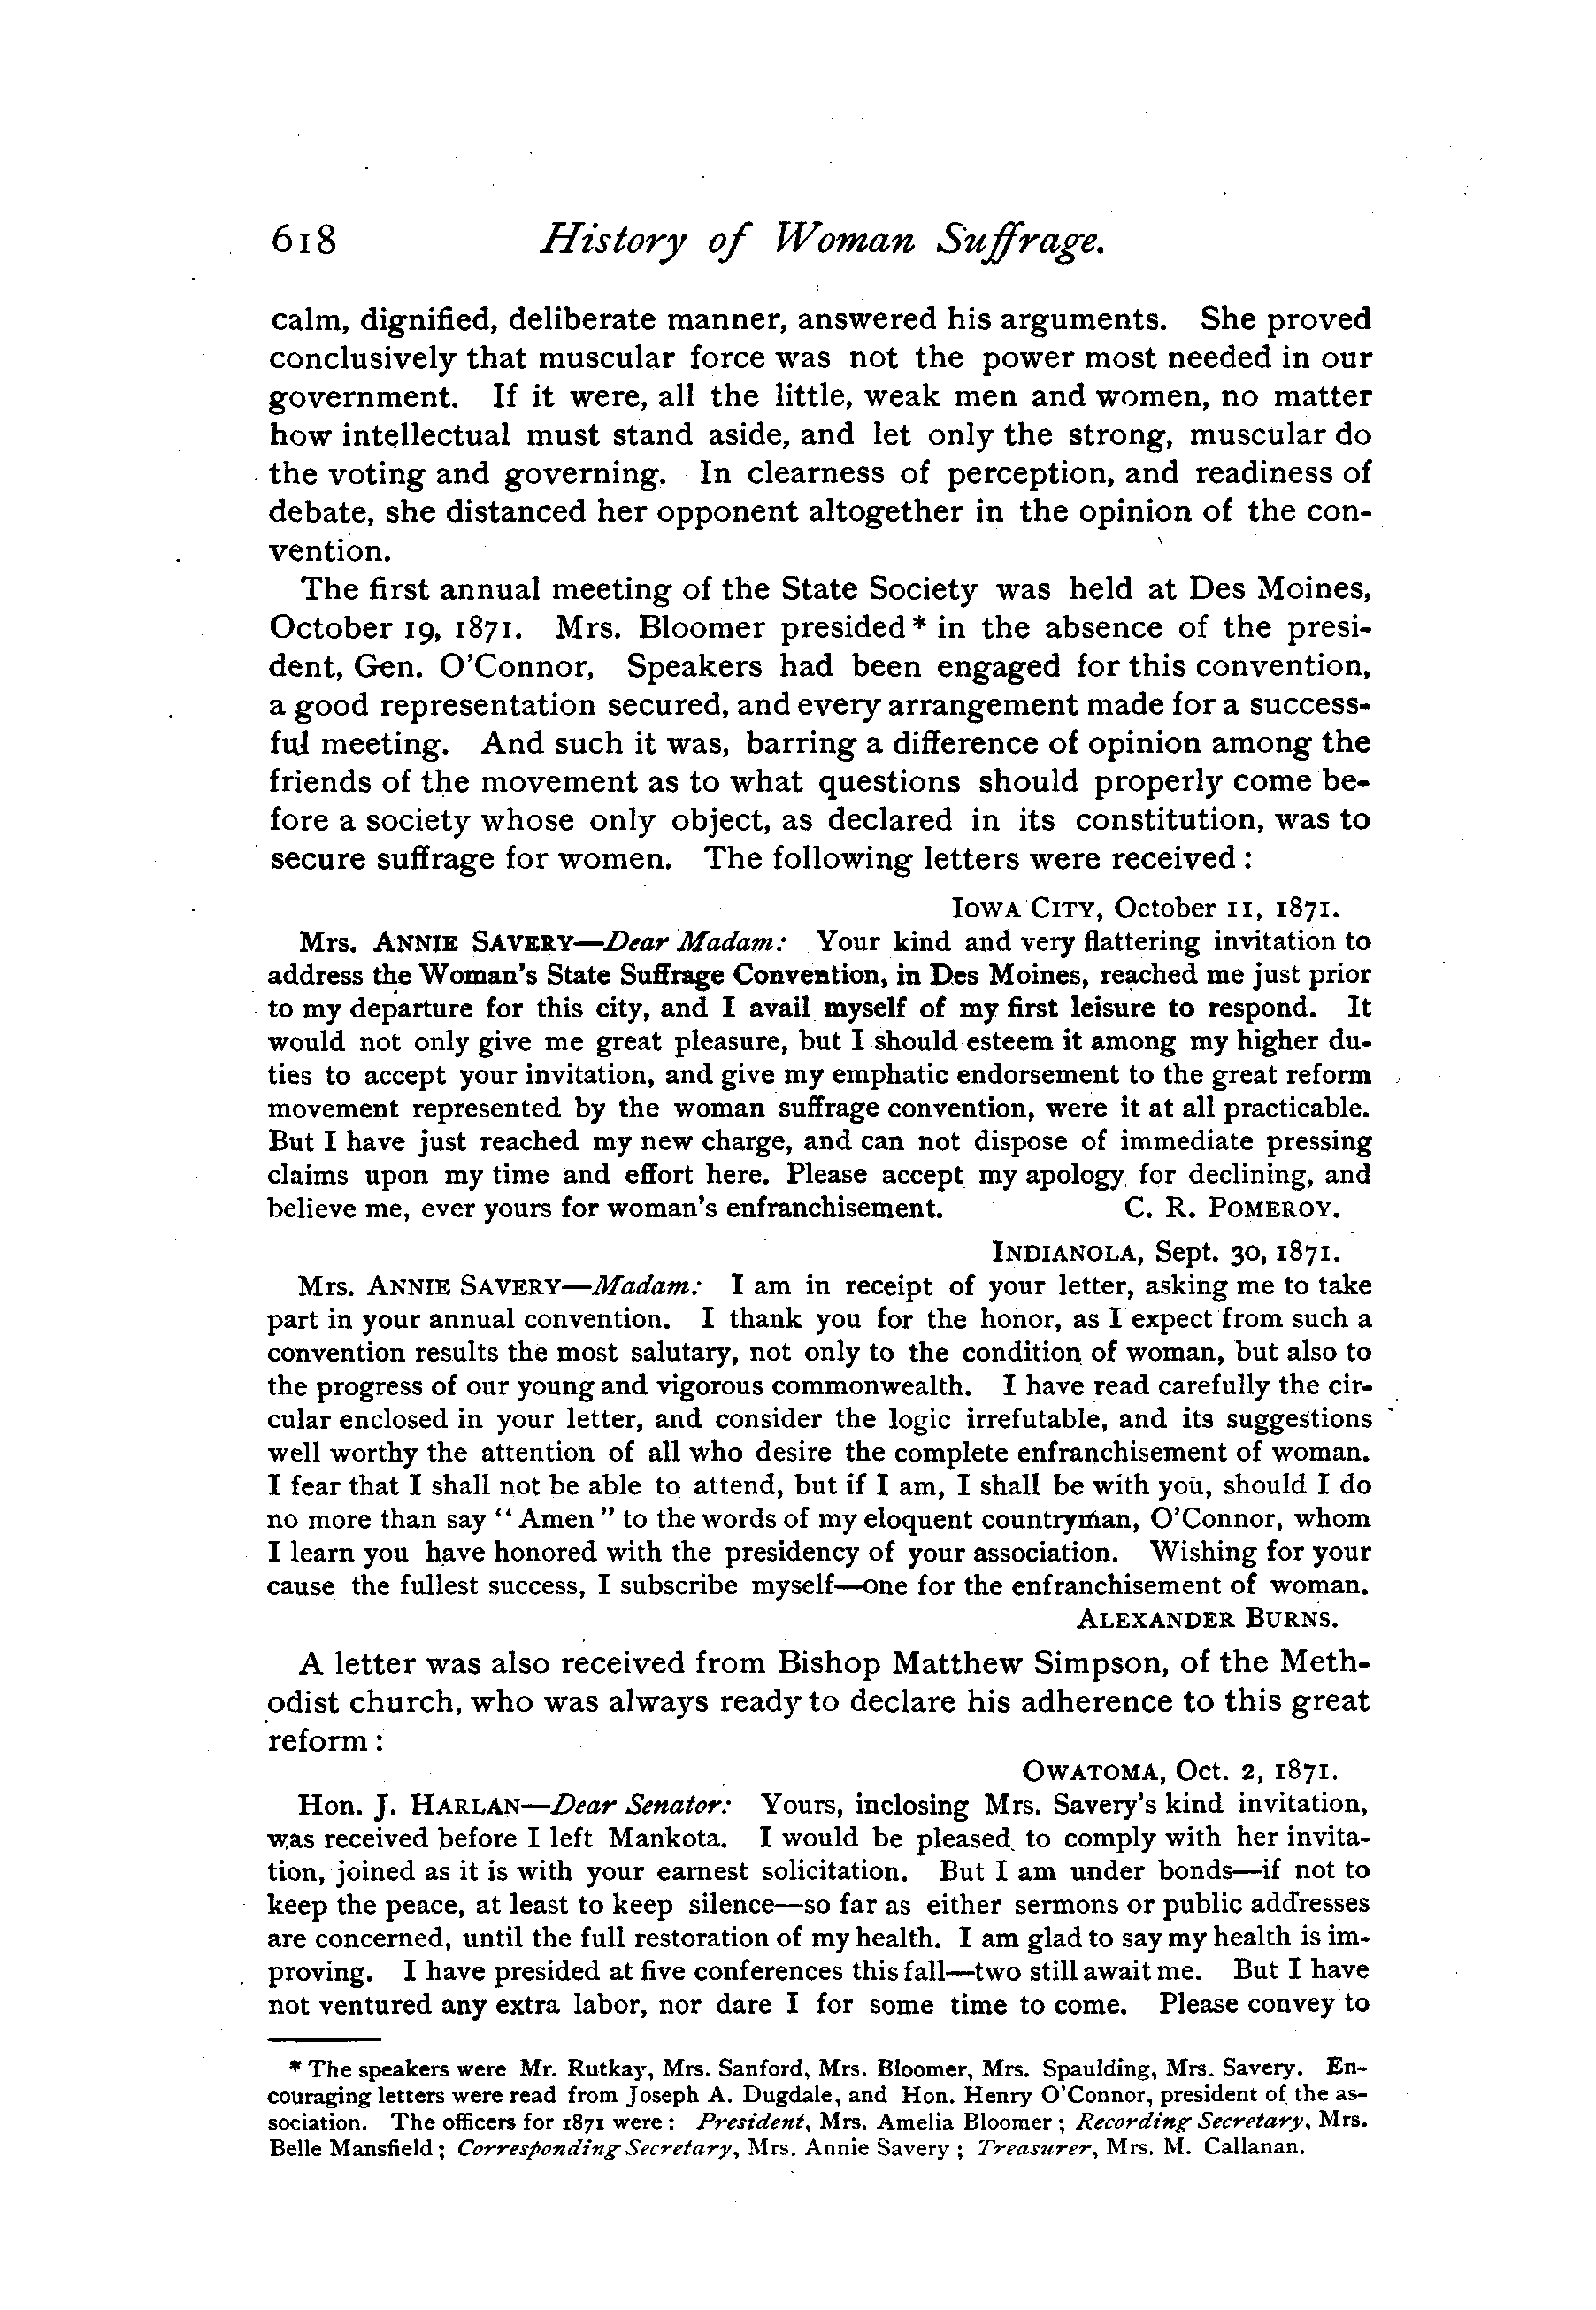 618 History of Woman Suffrage.
calm, dignified, deliberate manner, answered his arguments. She proved
conclusively that muscular force was not the power most needed in our
government. If it were, all the little, weak men and women, no matter
how intellectual must stand aside, and let only the strong, muscular do
the voting and governing. In clearness of perception, and readiness of
debate, she distanced her opponent altogether in the opinion of the con-
vention.
The first annual meeting of the State Society was held at Des Moines,
October 19, 1871. Mrs. Bloomer presided* in the absence of the presi-
dent, Gen. O'Connor, Speakers had been engaged for this convention,
a good representation secured, and every arrangement made for a success-
ful meeting. And such it was, barring a difference of opinion among the
friends of the movement as to what questions should properly come be-
fore a society whose only object, as declared in its constitution, was to
secure suffrage for women. The following letters were received :
IOWA CITY, October 11, 1871.
Mrs. ANNIE SAVERY—Dear Madam: Your kind and very flattering invitation to
address the Woman's State Suffrage Convention, in Des Moines, reached me just prior
to my departure for this city, and I avail myself of my first leisure to respond. It
would not only give me great pleasure, but I should esteem it among my higher du-
ties to accept your invitation, and give my emphatic endorsement to the great reform
movement represented by the woman suffrage convention, were it at all practicable.
But I have just reached my new charge, and can not dispose of immediate pressing
claims upon my time and effort here. Please accept my apology for declining, and
believe me, ever yours for woman's enfranchisement. C. R. POMEROY.
INDIANOLA, Sept. 30, 1871.
Mrs. ANNIE SAVERY—Madam: I am in receipt of your letter, asking me to take
part in your annual convention. I thank you for the honor, as I expect from such a
convention results the most salutary, not only to the condition of woman, but also to
the progress of our young and vigorous commonwealth. I have read carefully the cir-
cular enclosed in your letter, and consider the logic irrefutable, and its suggestions
well worthy the attention of all who desire the complete enfranchisement of woman.
I fear that I shall not be able to attend, but if I am, I shall be with you, should I do
no more than say “Amen” to the words of my eloquent countryman, O'Connor, whom
I learn you have honored with the presidency of your association. Wishing for your
cause the fullest success, I subscribe myself—one for the enfranchisement of woman.
ALEXANDER BURNS.
A letter was also received from Bishop Matthew Simpson, of the Meth-
odist church, who was always ready to declare his adherence to this great
reform :
OWATOMA, Oct. 2, 1871.
Hon. J. HARLAN—Dear Senator: Yours, inclosing Mrs. Savery's kind invitation,
was received before I left Mankota. I would be pleased to comply with her invita-
tion, joined as it is with your earnest solicitation. But I am under bonds—if not to
keep the peace, at least to keep silence—so far as either sermons or public addresses
are concerned, until the full restoration of my health. I am glad to say my health is im-
proving. I have presided at five conferences this fall—two still await me. But I have
not ventured any extra labor, nor dare I for some time to come. Please convey to
* The speakers were Mr. Rutkay, Mrs. Sanford, Mrs. Bloomer, Mrs. Spaulding, Mrs. Savery. En-
couraging letters were read from Joseph A. Dugdale, and Hon. Henry O'Connor, president of the as-
sociation. The officers for 1871 were : President, Mrs. Amelia Bloomer ; Recording Secretary, Mrs.
Belle Mansfield ; Corresponding Secretary, Mrs. Annie Savery ; Treasurer, Mrs. M. Callanan.